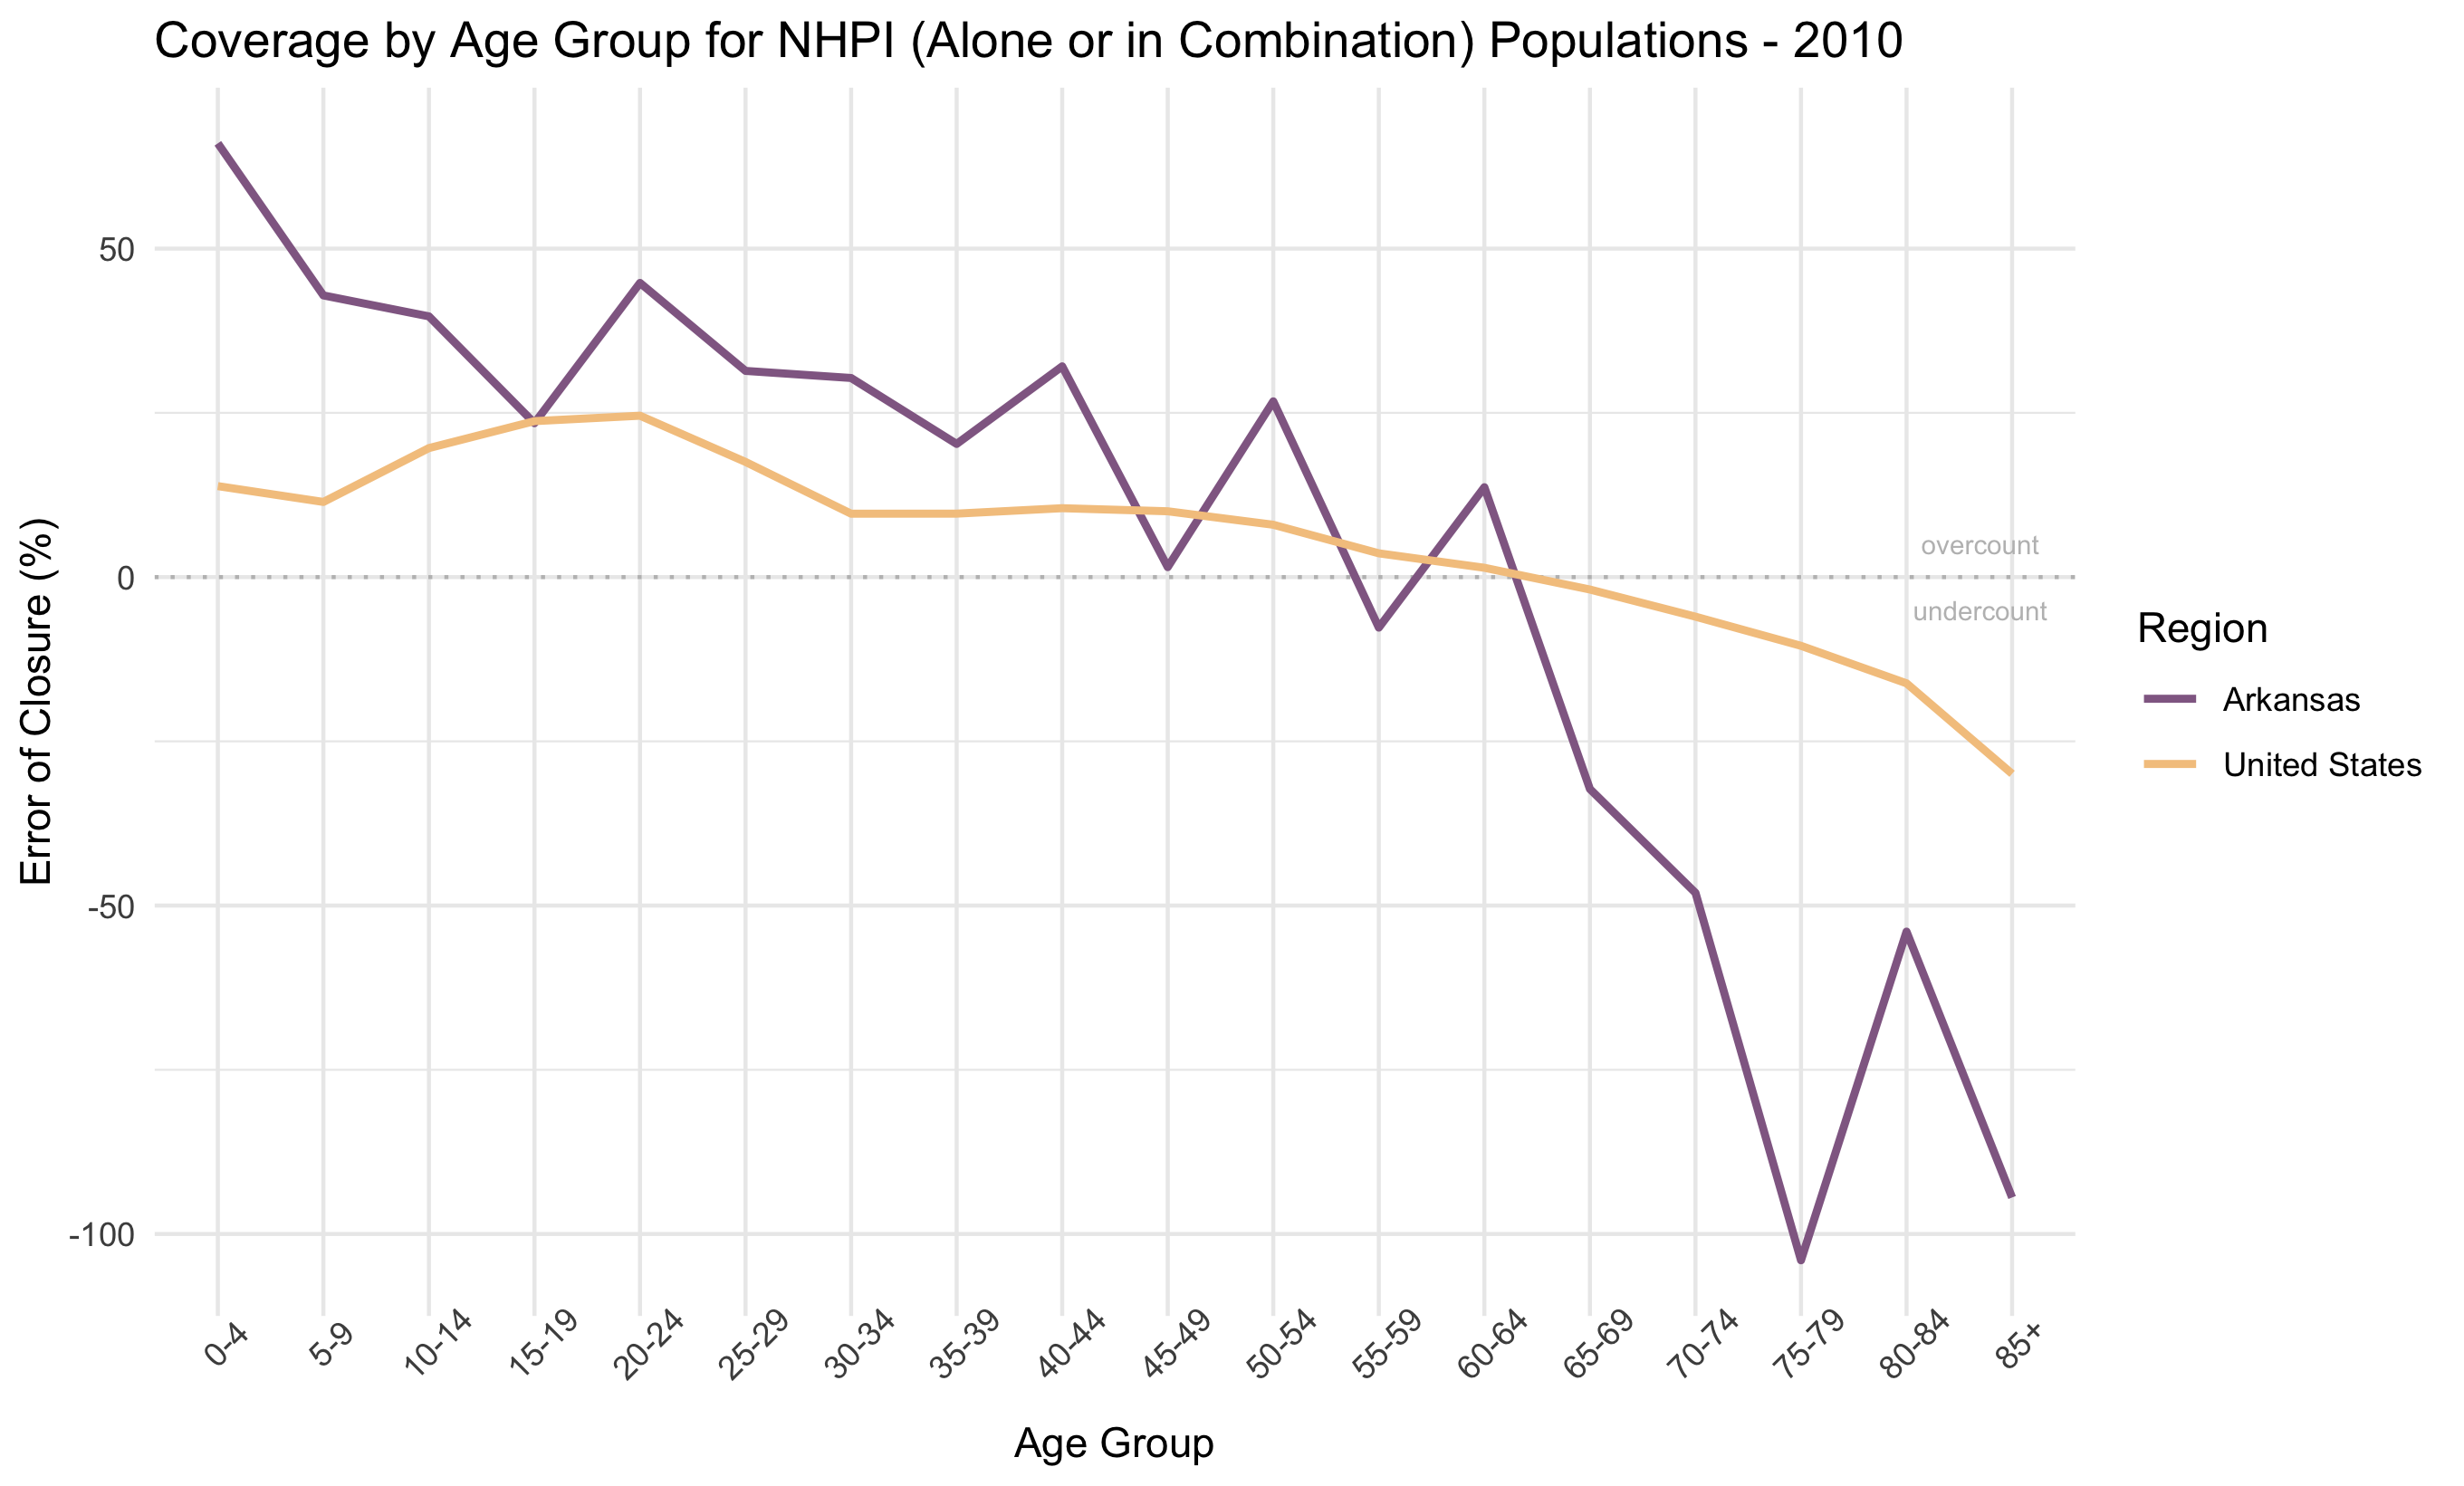 Coverage by Age Group for NHPI (Alone or in Combination) Populations - 2010
Error of Closure (%)
50
0
-50
-100
overcount
undercount
Region
Arkansas
United States
0-4
5-9
10-14
15-19
20-24
25-29
30-34
35-39
40-44
45-49
50-54
55-59
60-64
65-69
70-74
75-79
80-84
85+
Age Group